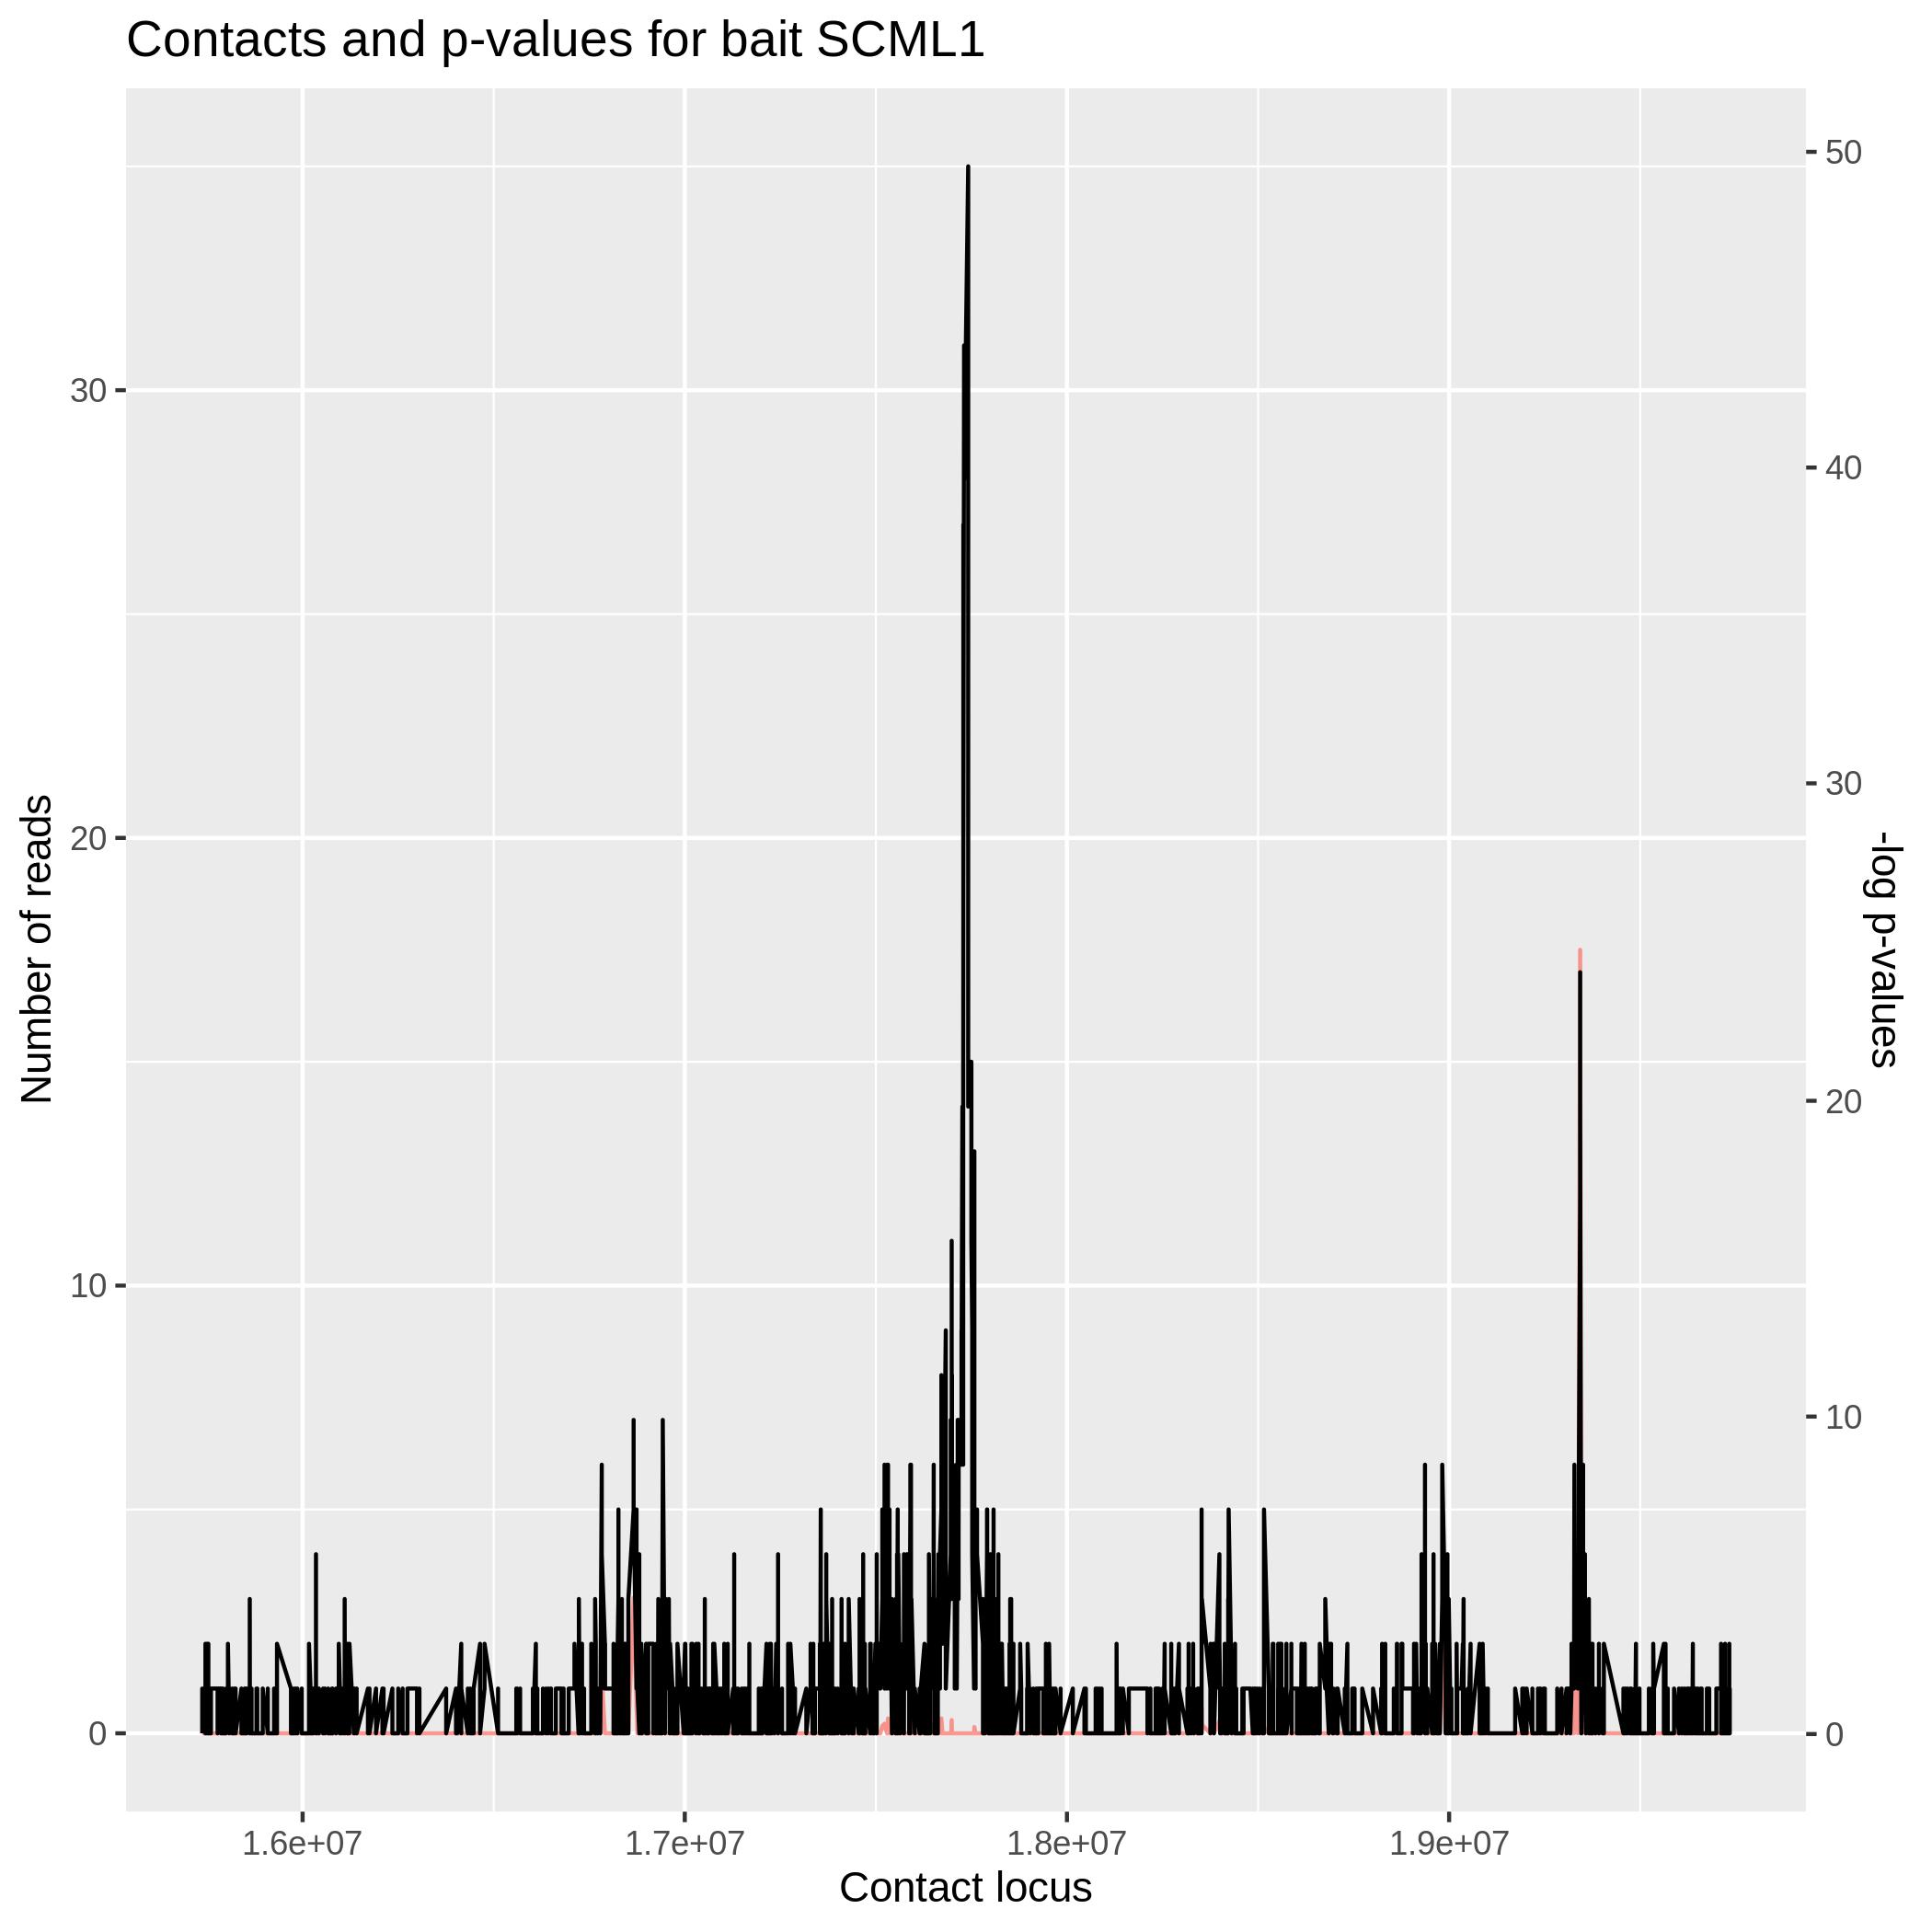 Contacts and p-values for bait SCML1
50
40
30
30
20
20
10
10
0
0
Number of reads
-log p-values
1.6e+07 1.7e+07 1.8e+07 1.9e+07
Contact locus